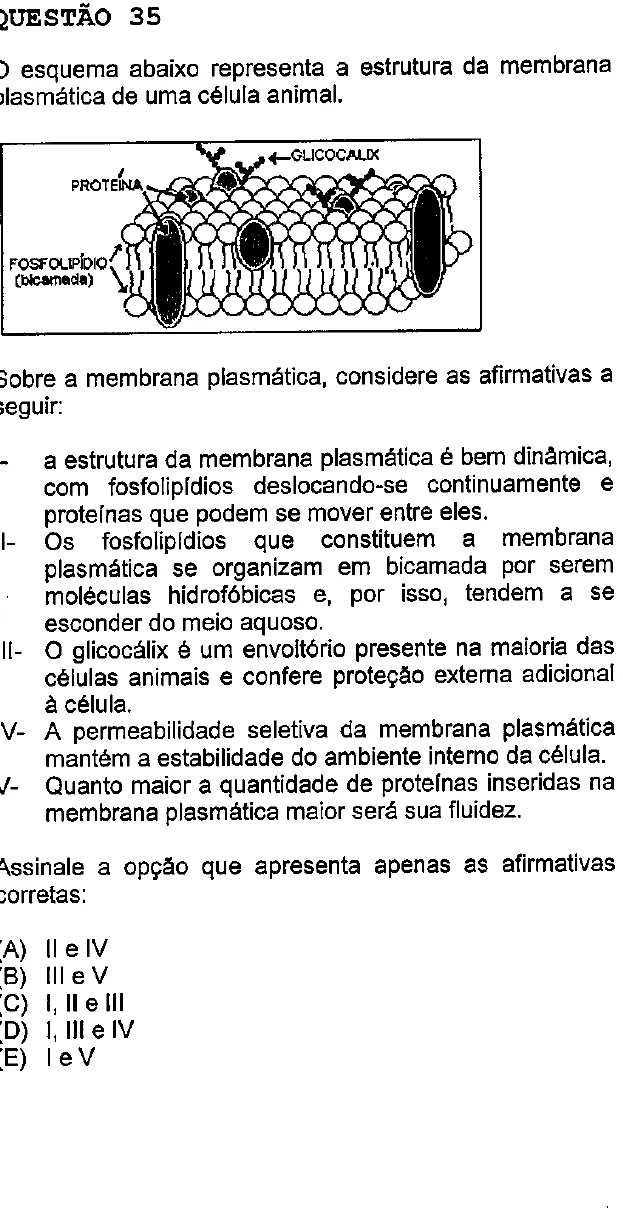 QUESTÃO 35
O esquema abaixo representa a estrutura da membrana
plasmática de uma célula animal.
GLICOCALIX
PROTEÍNA
FOSFOLIPÍDIO
(bicamada)
Sobre a membrana plasmática, considere as afirmativas a
seguir:
- a estrutura da membrana plasmática é bem dinâmica,
com fosfolipídios deslocando-se continuamente e
proteínas que podem se mover entre eles.
I- Os fosfolipídios que constituem a membrana
plasmática se organizam em bicamada por serem
moléculas hidrofóbicas e, por isso, tendem a se
esconder do meio aquoso.
II- O glicocálix é um envoltório presente na maioria das
células animais e confere proteção externa adicional
à célula.
V- A permeabilidade seletiva da membrana plasmática
mantém a estabilidade do ambiente interno da célula.
V- Quanto maior a quantidade de proteínas inseridas na
membrana plasmática maior será sua fluidez.
Assinale a opção que apresenta apenas as afirmativas
corretas:
(A) II e IV
(B) III e V
(C) I, II e III
(D) I, III e IV
(E) I e V